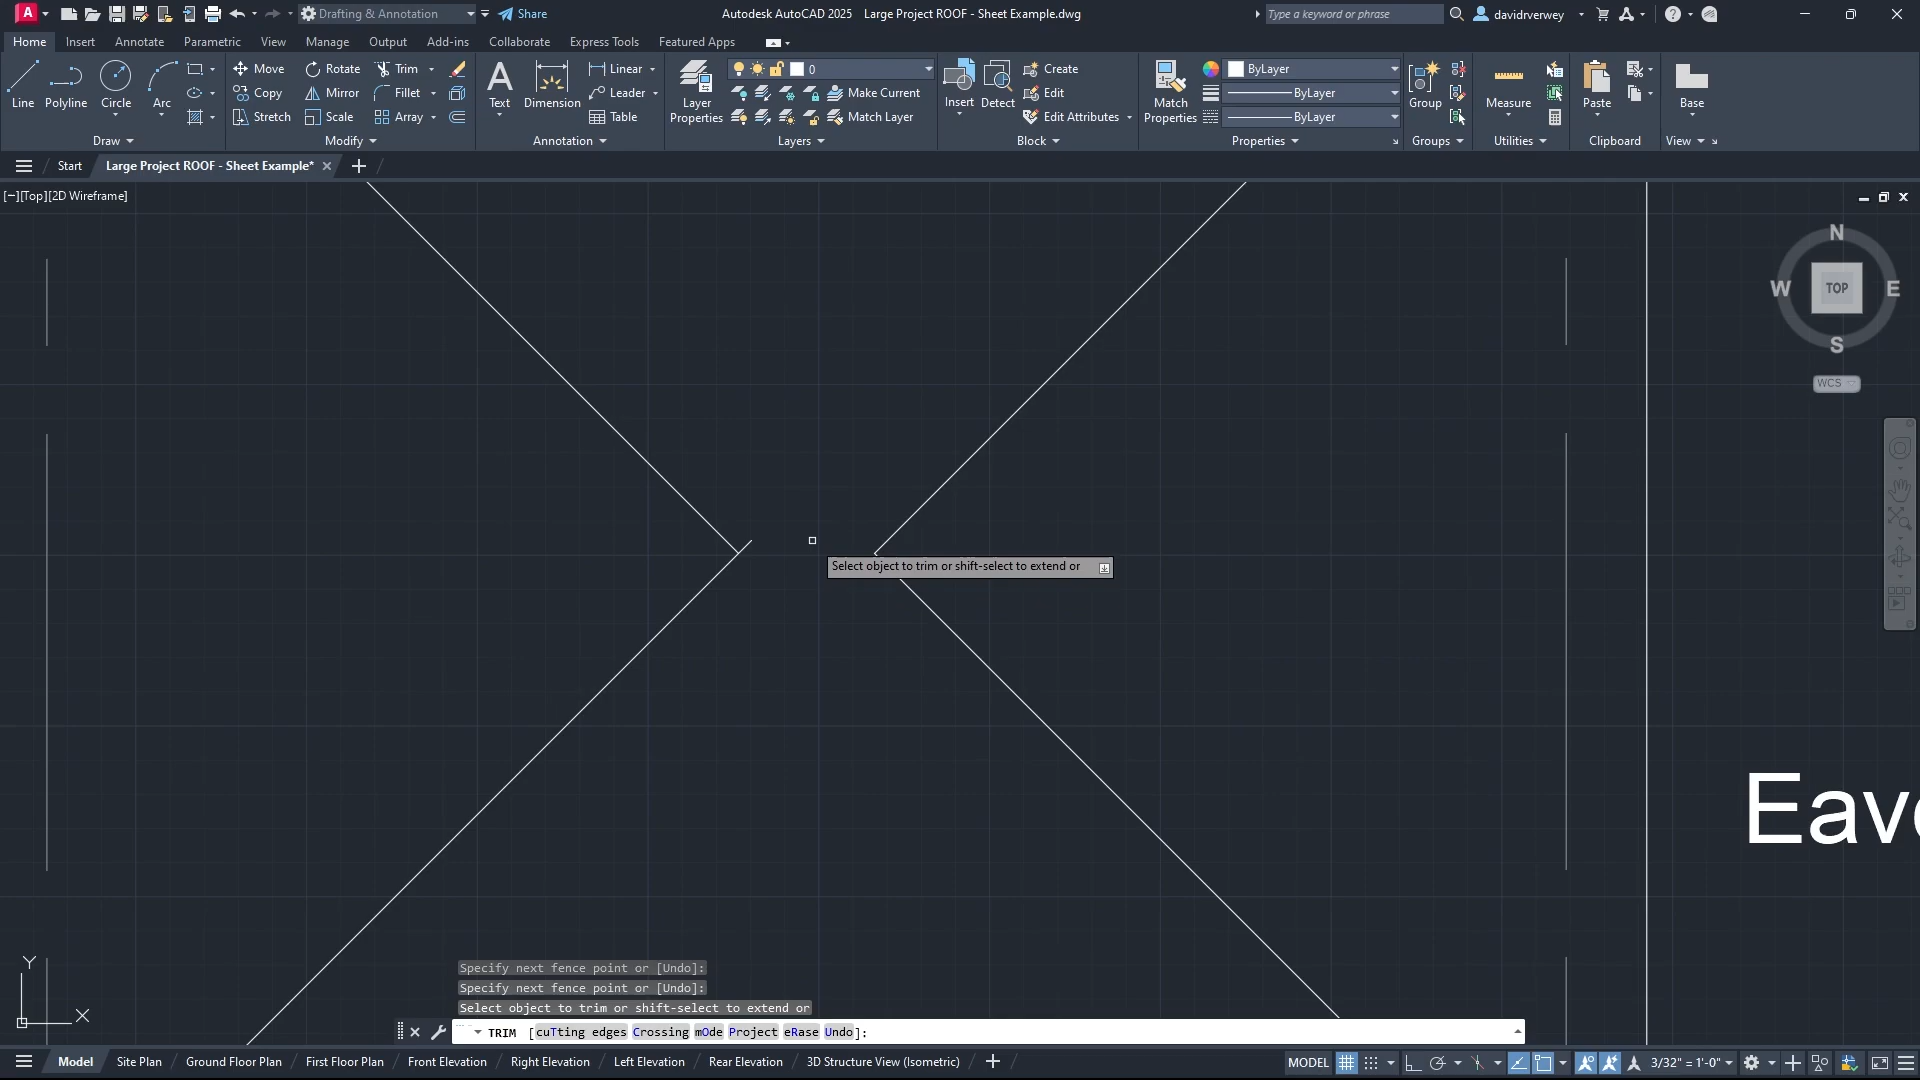 A Drafting & Annotation Share Autodesk AutoCAD 2025 Large Project ROOF - Sheet Example.dwg Type a keyword or phrase davidrverwey
Home Insert Annotate Parametric View Manage Output Add-ins Collaborate Express Tools Featured Apps
Move Rotate Trim Linear 0 Create ByLayer
Copy Mirror Fillet Leader Make Current Edit ByLayer
Line Polyline Circle Arc Text Dimension Layer Properties Insert Detect Match Properties Group Measure Paste Base
Stretch Scale Array Table Match Layer Edit Attributes ByLayer
Draw Modify Annotation Layers Block Properties Groups Utilities Clipboard View
Start Large Project ROOF - Sheet Example*
[−][Top][2D Wireframe]
N
W TOP E
S
WCS
Select object to trim or shift-select to extend or
Eave
Y
X
Specify next fence point or [Undo]:
Specify next fence point or [Undo]:
Select object to trim or shift-select to extend or
TRIM [cuTting edges Crossing mOde Project eRase Undo]:
Model Site Plan Ground Floor Plan First Floor Plan Front Elevation Right Elevation Left Elevation Rear Elevation 3D Structure View (Isometric) MODEL 3/32" = 1'-0"